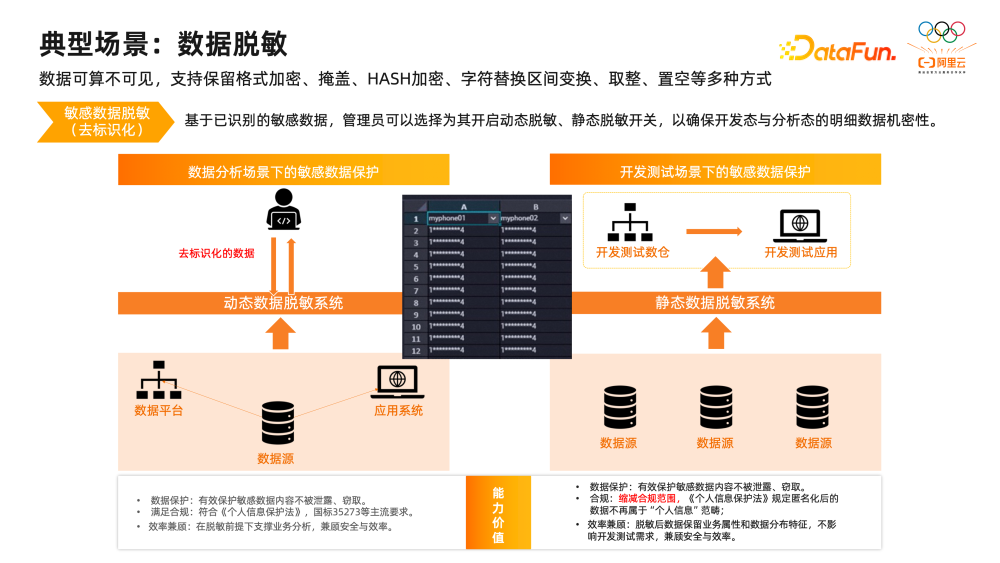 典型场景：数据脱敏
DataFun.
阿里云
数据可算不可见，支持保留格式加密、掩盖、HASH加密、字符替换区间变换、取整、置空等多种方式
敏感数据脱敏
（去标识化）
基于已识别的敏感数据，管理员可以选择为其开启动态脱敏、静态脱敏开关，以确保开发态与分析态的明细数据机密性。
数据分析场景下的敏感数据保护
去标识化的数据
动态数据脱敏系统
数据平台
应用系统
数据源
A B
1 myphone01 myphone02
2 1*********4 1*********4
3 1*********4 1*********4
4 1*********4 1*********4
5 1*********4 1*********4
6 1*********4 1*********4
7 1*********4 1*********4
8 1*********4 1*********4
9 1*********4 1*********4
10 1*********4 1*********4
11 1*********4 1*********4
12 1*********4 1*********4
开发测试场景下的敏感数据保护
开发测试数仓
开发测试应用
静态数据脱敏系统
数据源 数据源 数据源
• 数据保护：有效保护敏感数据内容不被泄露、窃取。
• 满足合规：符合《个人信息保护法》，国标35273等主流要求。
• 效率兼顾：在脱敏前提下支撑业务分析，兼顾安全与效率。
能
力
价
值
• 数据保护：有效保护敏感数据内容不被泄露、窃取。
• 合规：缩减合规范围，《个人信息保护法》规定匿名化后的
数据不再属于“个人信息”范畴；
• 效率兼顾：脱敏后数据保留业务属性和数据分布特征，不影
响开发测试需求，兼顾安全与效率。